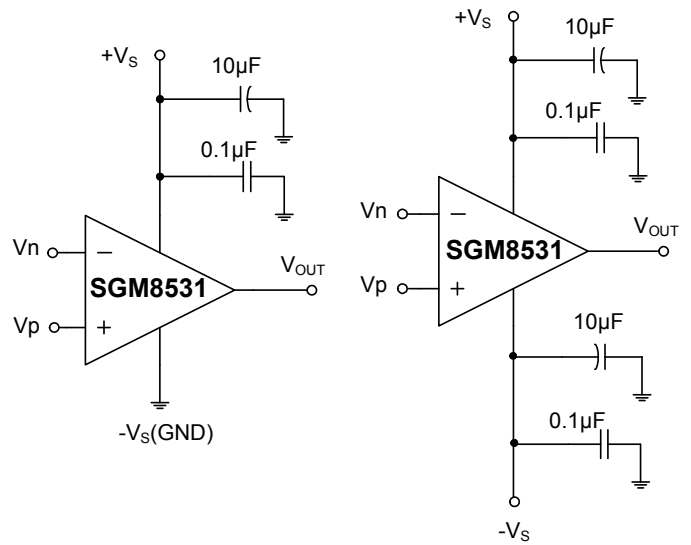 +VS
10µF
0.1µF
Vn
−
SGM8531
VOUT
Vp
+
-VS(GND)
+VS
10µF
0.1µF
Vn
−
SGM8531
VOUT
Vp
+
10µF
0.1µF
-VS